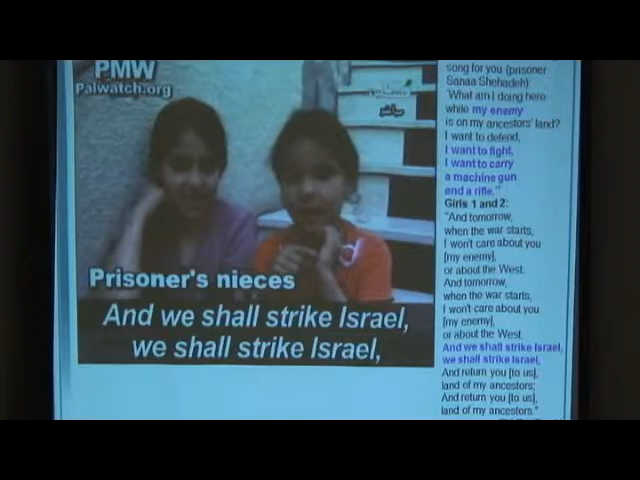 PMW
Palwatch.org
مباشر
Prisoner's nieces
And we shall strike Israel,
we shall strike Israel,
song for you (prisoner
Sanaa Shehadeh)
"What am I doing here
while my enemy
is on my ancestors' land?
I want to defend,
I want to fight,
I want to carry
a machine gun
and a rifle."
Girls 1 and 2:
"And tomorrow,
when the war starts,
I won't care about you
[my enemy],
or about the West.
And tomorrow,
when the war starts,
I won't care about you
[my enemy],
or about the West.
And we shall strike Israel,
we shall strike Israel,
And return you [to us],
land of my ancestors;
And return you [to us],
land of my ancestors."